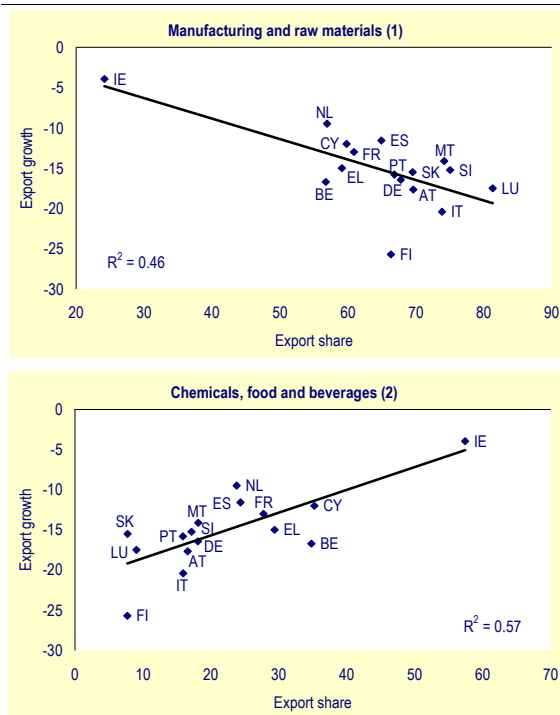 Manufacturing and raw materials (1)
0
-5
-10
-15
-20
-25
-30
Export growth
IE
NL
CY
FR
ES
EL
BE
PT
DE
SK
AT
MT
SI
IT
LU
FI
R² = 0.46
20 30 40 50 60 70 80 90
Export share
Chemicals, food and beverages (2)
0
-5
-10
-15
-20
-25
-30
Export growth
IE
NL
ES
FR
CY
MT
SI
EL
BE
SK
PT
DE
LU
AT
IT
FI
R² = 0.57
0 10 20 30 40 50 60 70
Export share